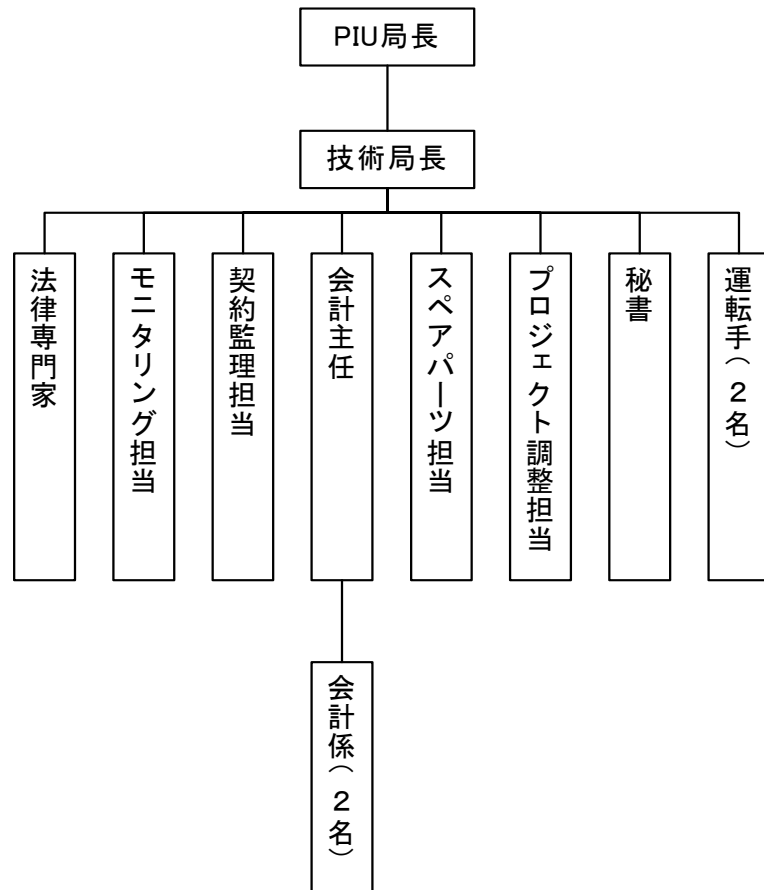 PIU局長
技術局長
法律専門家
モニタリング担当
契約監理担当
会計主任
スペアパーツ担当
プロジェクト調整担当
秘書
運転手（２名）
会計係（２名）